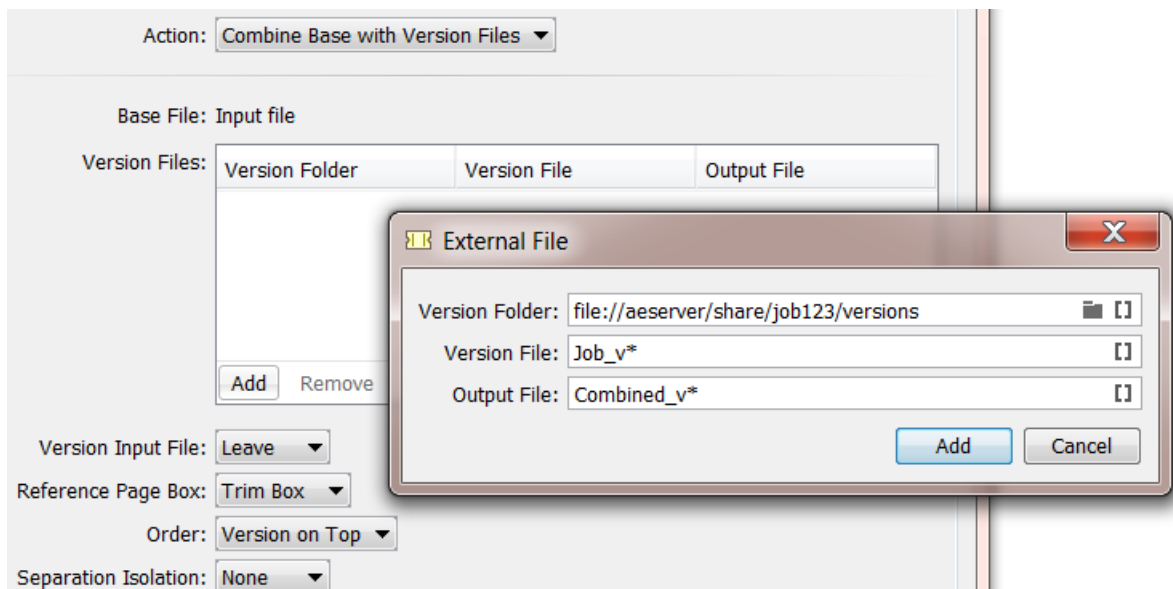 Action: Combine Base with Version Files
Base File: Input file
Version Files:
Version Folder Version File Output File
External File
Version Folder: file://aeserver/share/job123/versions
Version File: Job_v*
Output File: Combined_v*
Add Cancel
Add Remove
Version Input File: Leave
Reference Page Box: Trim Box
Order: Version on Top
Separation Isolation: None